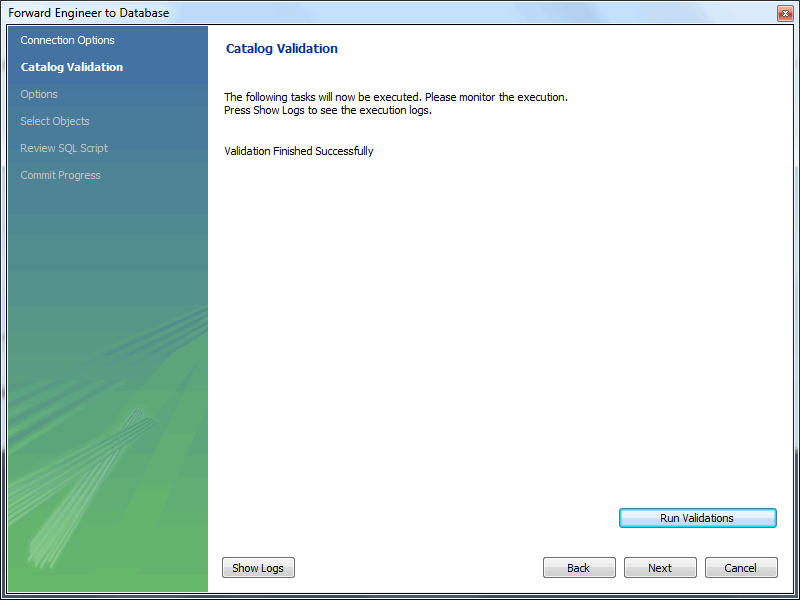 Forward Engineer to Database
Connection Options
Catalog Validation
Options
Select Objects
Review SQL Script
Commit Progress
Catalog Validation
The following tasks will now be executed. Please monitor the execution.
Press Show Logs to see the execution logs.
Validation Finished Successfully
Run Validations
Show Logs
Back
Next
Cancel